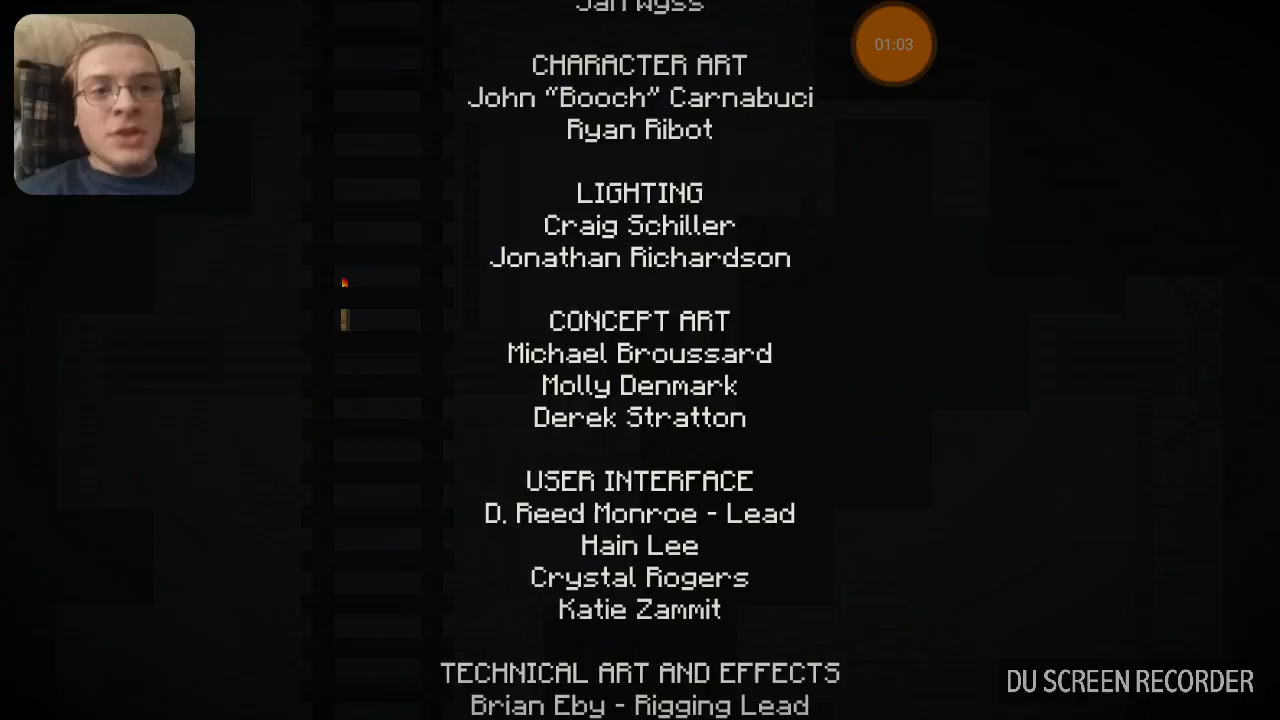 Jan Wyss
01:03
CHARACTER ART
John "Booch" Carnabuci
Ryan Ribot
LIGHTING
Craig Schiller
Jonathan Richardson
CONCEPT ART
Michael Broussard
Molly Denmark
Derek Stratton
USER INTERFACE
D. Reed Monroe - Lead
Hain Lee
Crystal Rogers
Katie Zammit
TECHNICAL ART AND EFFECTS
Brian Eby - Rigging Lead
DU SCREEN RECORDER